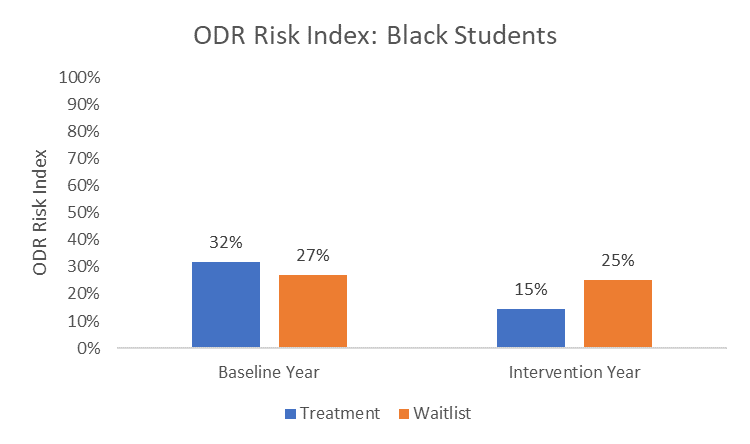 ODR Risk Index: Black Students
ODR Risk Index
100%
90%
80%
70%
60%
50%
40%
30%
20%
10%
0%
32%
27%
15%
25%
Baseline Year
Intervention Year
Treatment
Waitlist